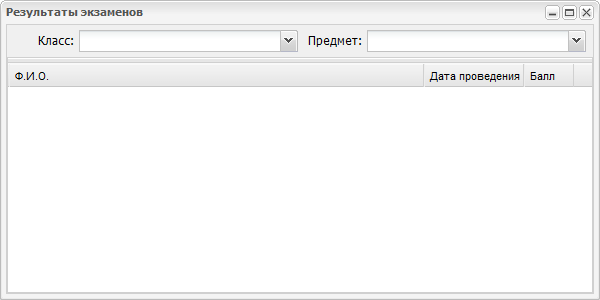 Результаты экзаменов
Класс: Предмет:
Ф.И.О. Дата проведения Балл